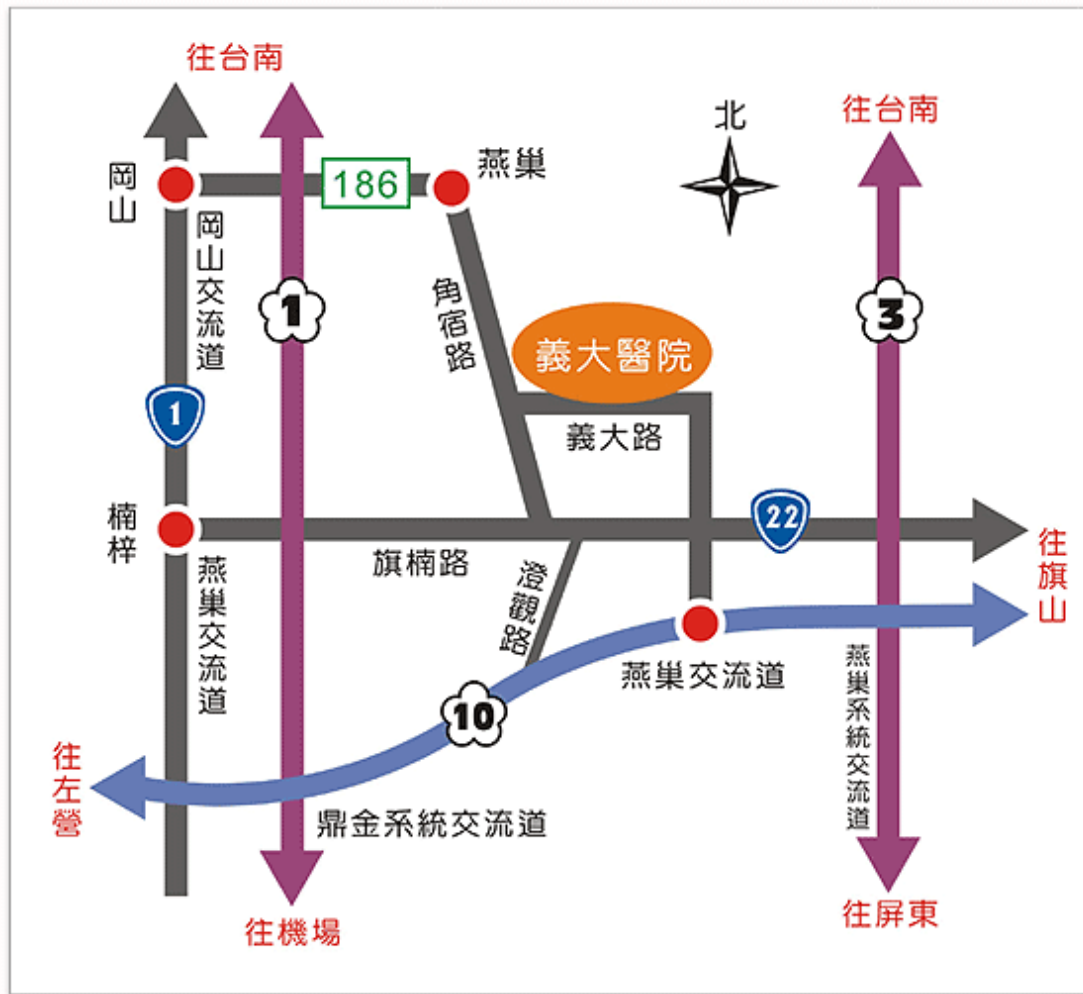 往台南
北
往台南
岡山
186
燕巢
岡山交流道
角宿路
1
3
義大醫院
1
義大路
楠梓
22
旗楠路
往旗山
燕巢交流道
澄觀路
燕巢交流道
燕巢系統交流道
10
往左營
鼎金系統交流道
往機場
往屏東